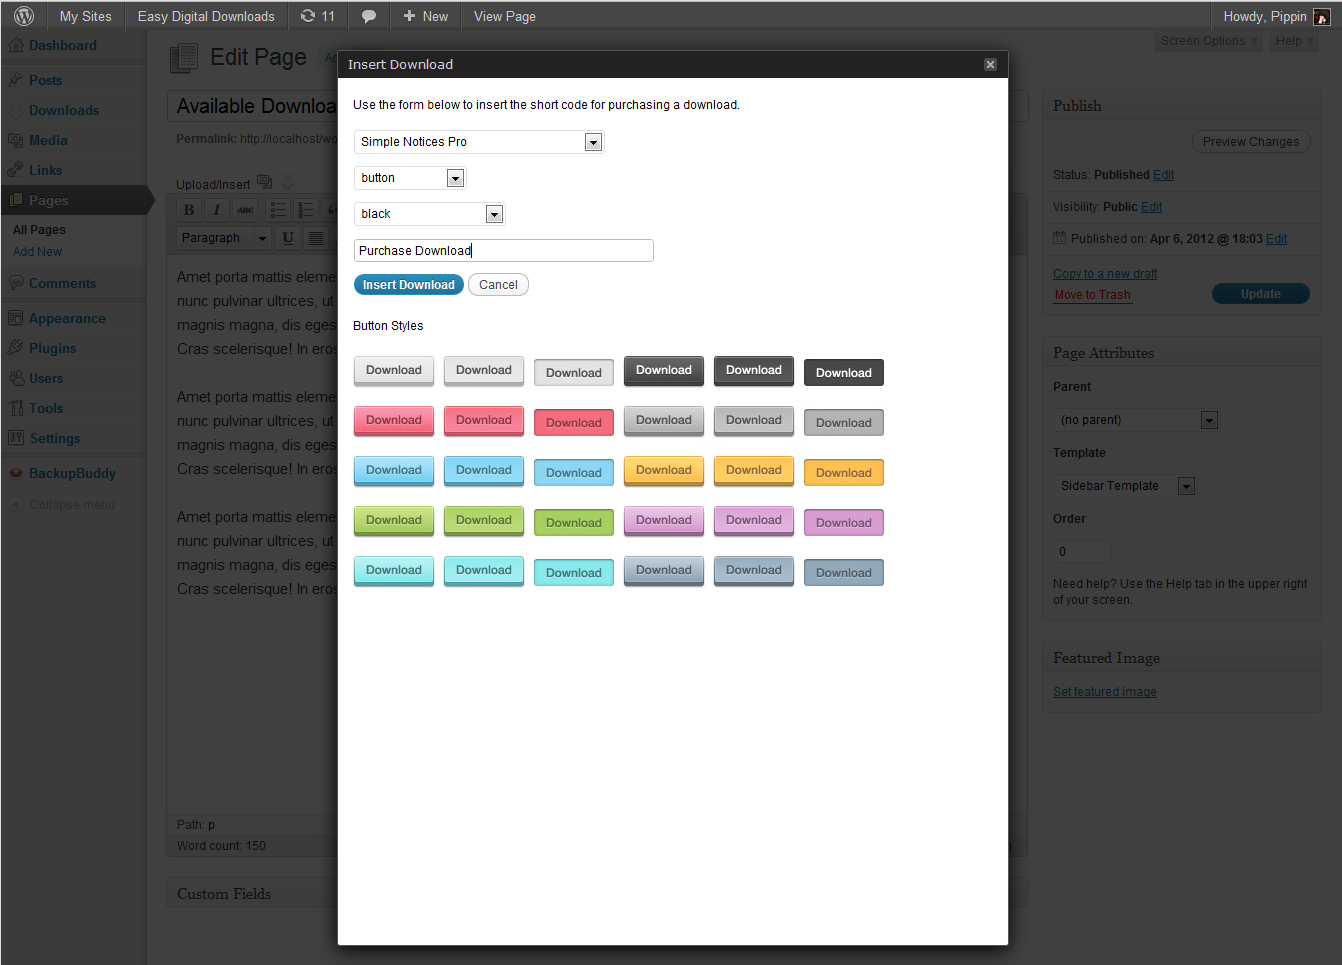 My Sites
Easy Digital Downloads
11
New
View Page
Howdy, Pippin
Dashboard
Posts
Downloads
Media
Links
Pages
All Pages
Add New
Comments
Appearance
Plugins
Users
Tools
Settings
BackupBuddy
Collapse menu
Screen Options
Help
Edit Page
Available Downloa
Permalink: http://localhost/wo
Upload/Insert
B I ABC
Paragraph
U
Amet porta mattis eleme
nunc pulvinar ultrices, ut
magnis magna, dis eges
Cras scelerisque! In eros
Amet porta mattis eleme
nunc pulvinar ultrices, ut
magnis magna, dis eges
Cras scelerisque! In eros
Amet porta mattis eleme
nunc pulvinar ultrices, ut
magnis magna, dis eges
Cras scelerisque! In eros
Path: p
Word count: 150
Custom Fields
Insert Download
Use the form below to insert the short code for purchasing a download.
Simple Notices Pro
button
black
Purchase Download
Insert Download
Cancel
Button Styles
Download Download Download Download Download Download
Download Download Download Download Download Download
Download Download Download Download Download Download
Download Download Download Download Download Download
Download Download Download Download Download Download
Publish
Preview Changes
Status: Published Edit
Visibility: Public Edit
Published on: Apr 6, 2012 @ 18:03 Edit
Copy to a new draft
Move to Trash
Update
Page Attributes
Parent
(no parent)
Template
Sidebar Template
Order
0
Need help? Use the Help tab in the upper right
of your screen.
Featured Image
Set featured image